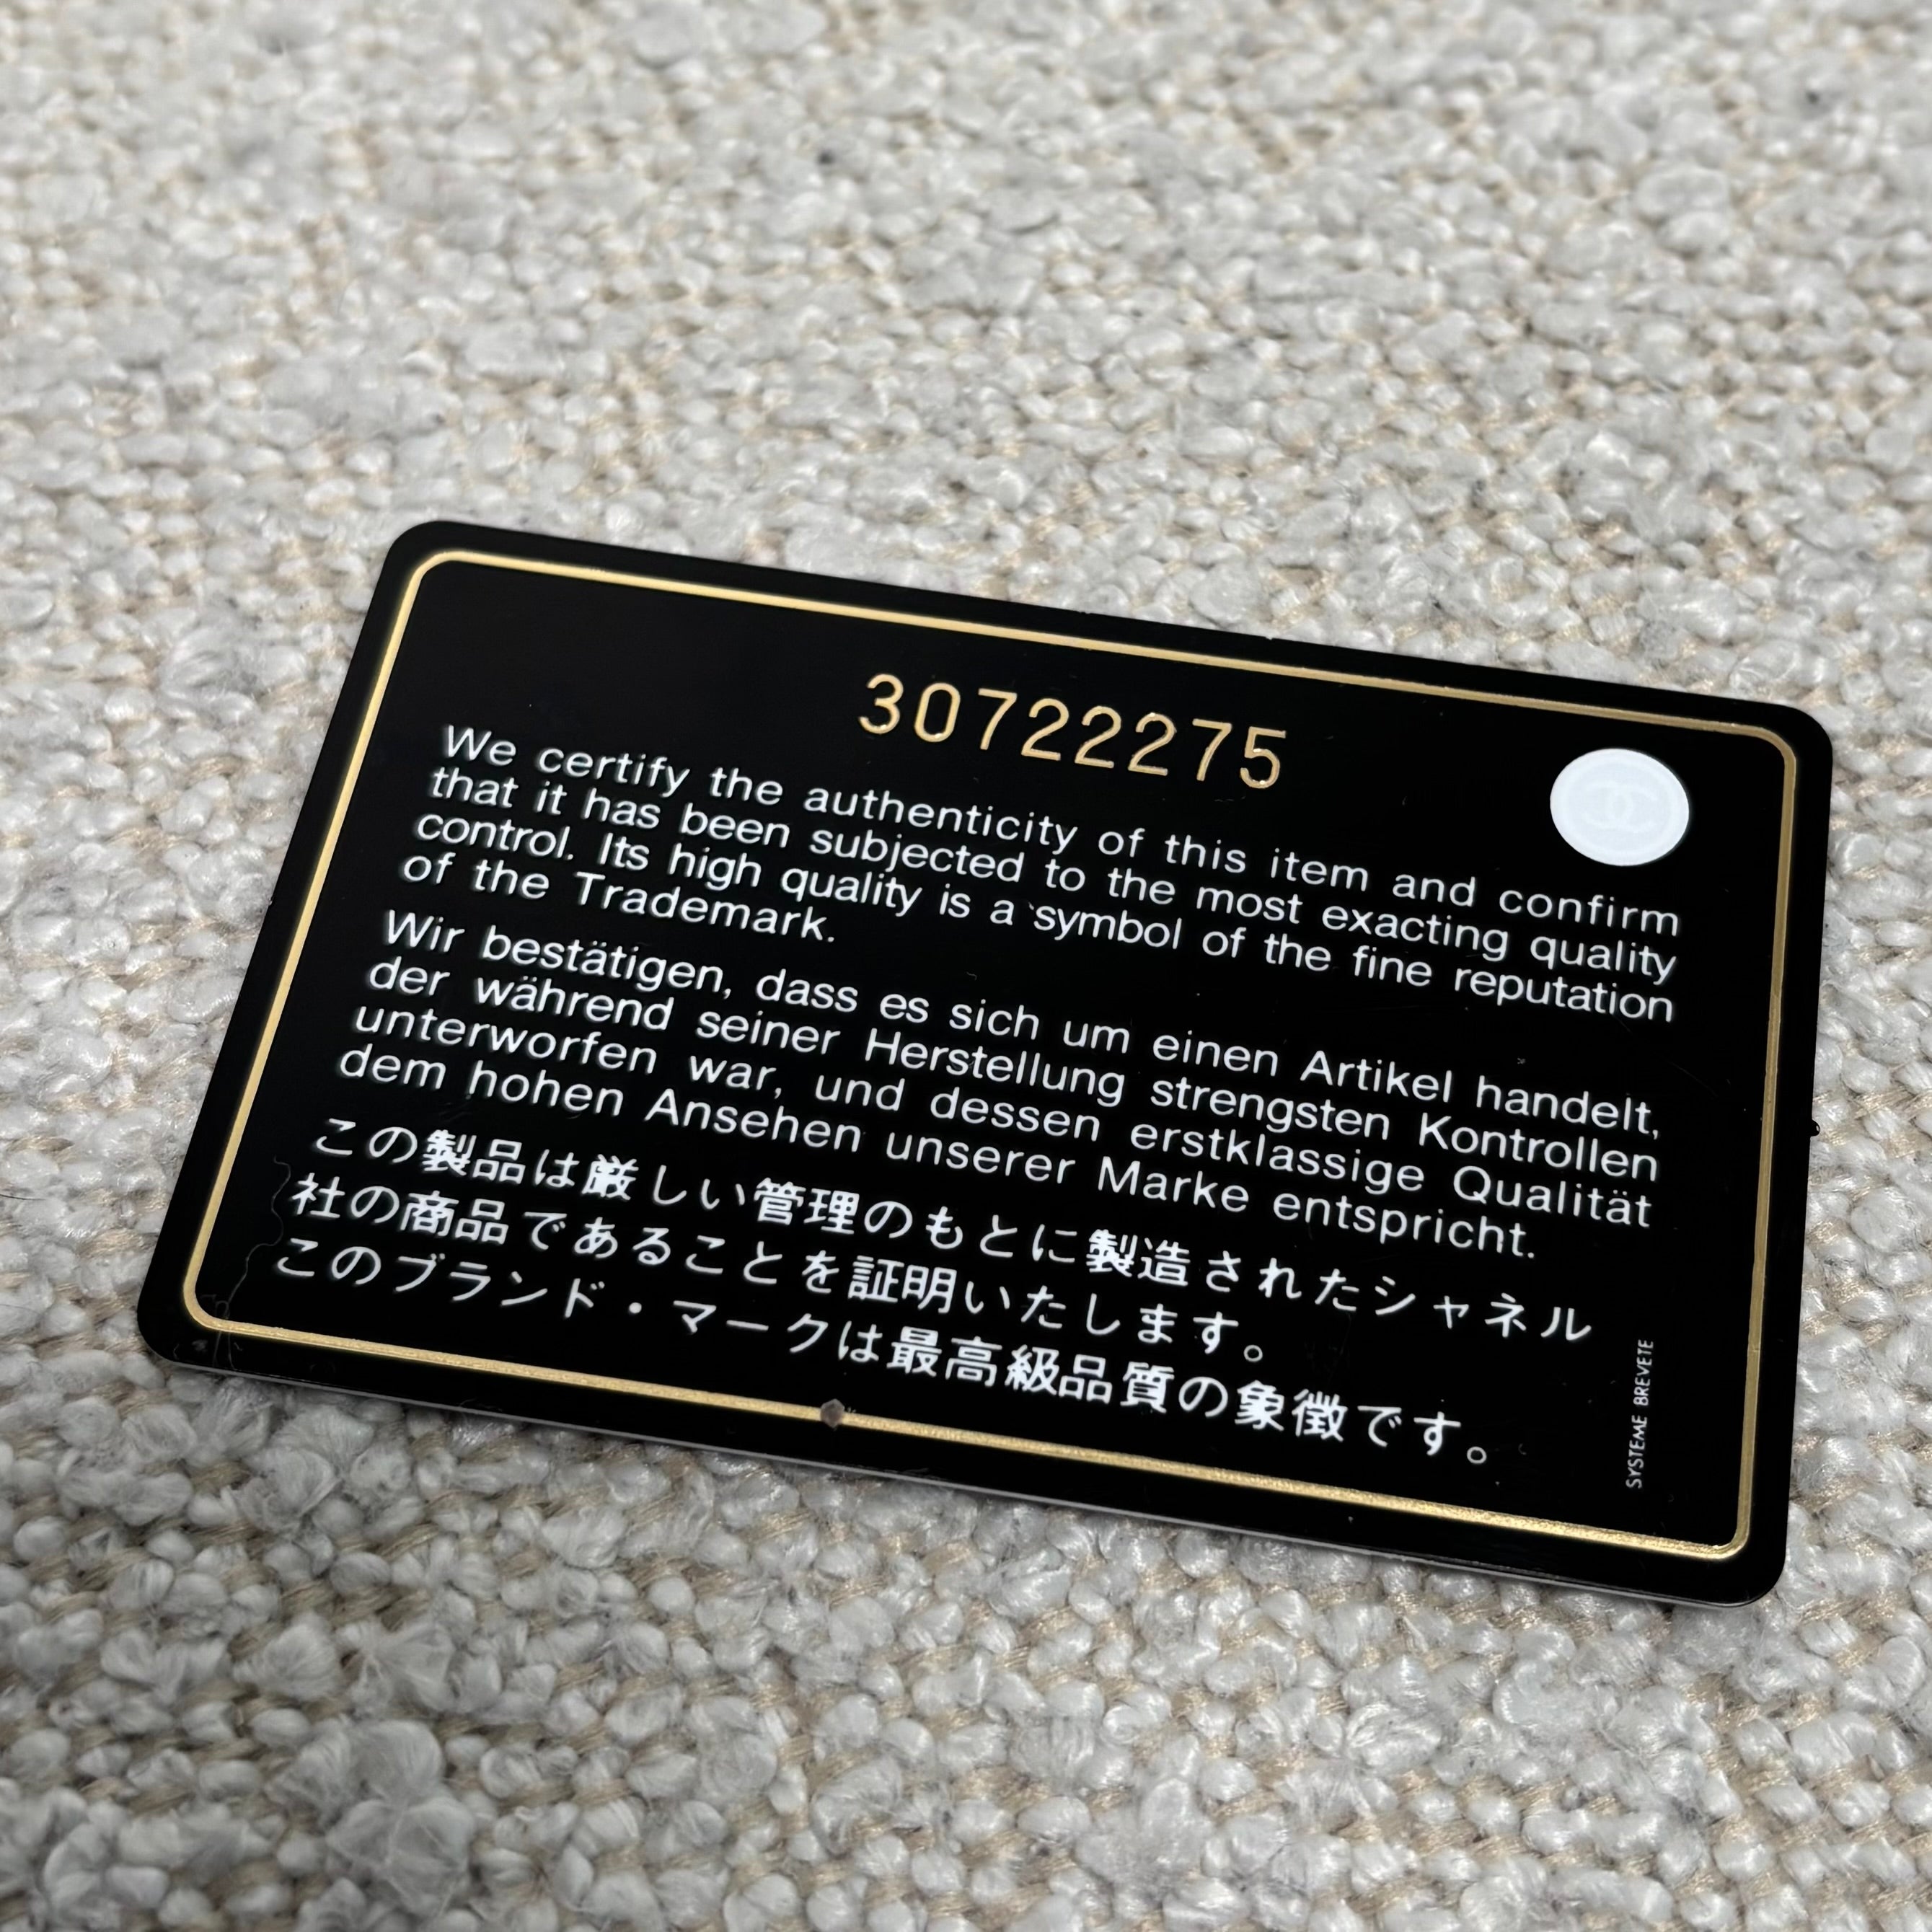 30722275
We certify the authenticity of this item and confirm
that it has been subjected to the most exacting quality
control. Its high quality is a symbol of the fine reputation
of the Trademark.
Wir bestätigen, dass es sich um einen Artikel handelt,
der während seiner Herstellung strengsten Kontrollen
unterworfen war, und dessen erstklassige Qualität
dem hohen Ansehen unserer Marke entspricht.
この製品は厳しい管理のもとに製造されたシャネル
社の商品であることを証明いたします。
このブランド・マークは最高級品質の象徴です。
SYSTEME BREVETE